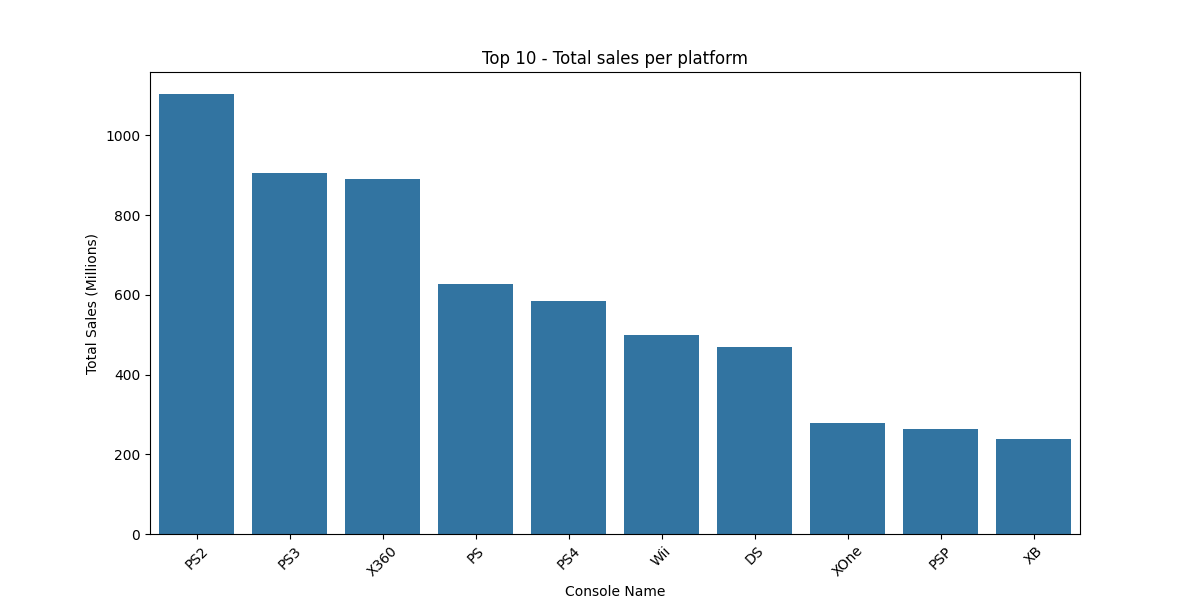 Top 10 - Total sales per platform
Total Sales (Millions)
1000
800
600
400
200
0
PS2 PS3 X360 PS PS4 Wii DS XOne PSP XB
Console Name